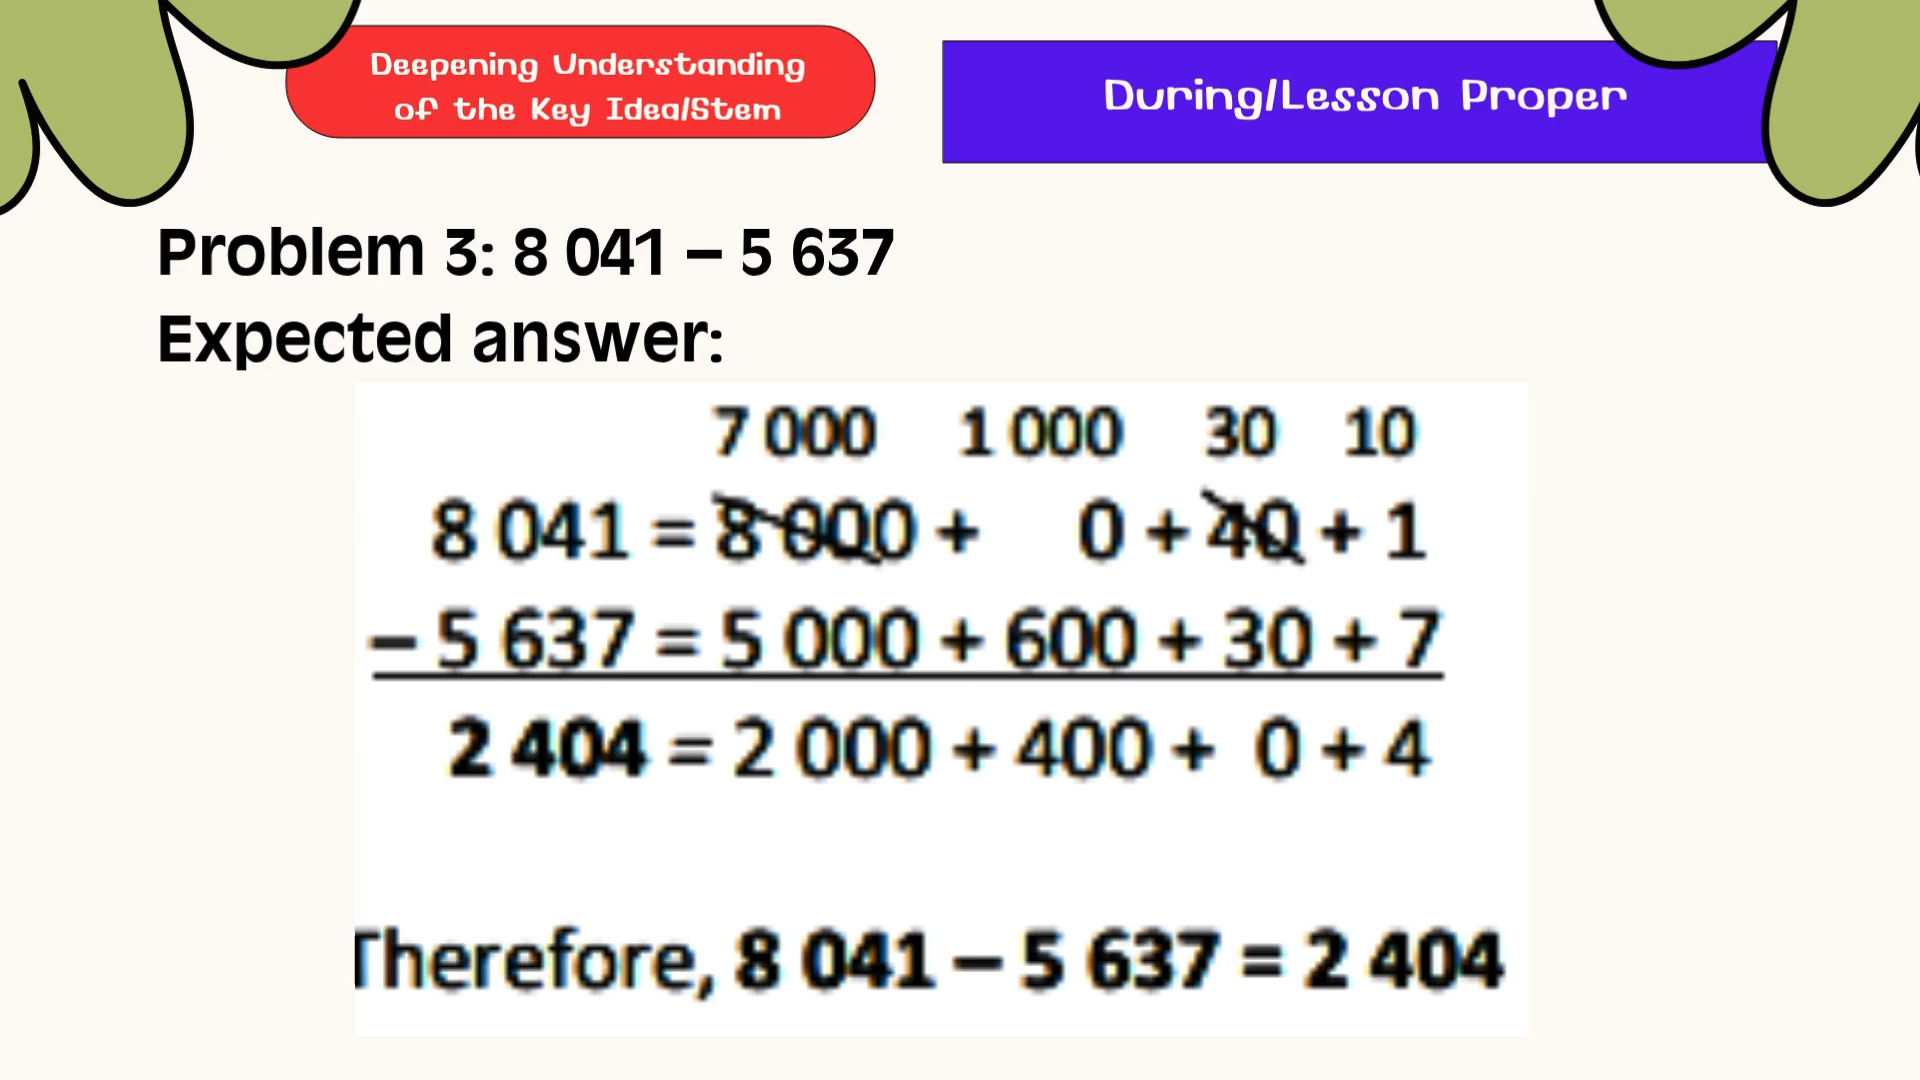 Deepening Understanding
of the Key Idea/Stem
During/Lesson Proper
Problem 3: 8 041 – 5 637
Expected answer:
7 000 1 000 30 10
8 041 = 8 000 + 0 + 40 + 1
– 5 637 = 5 000 + 600 + 30 + 7
2 404 = 2 000 + 400 + 0 + 4
Therefore, 8 041 – 5 637 = 2 404